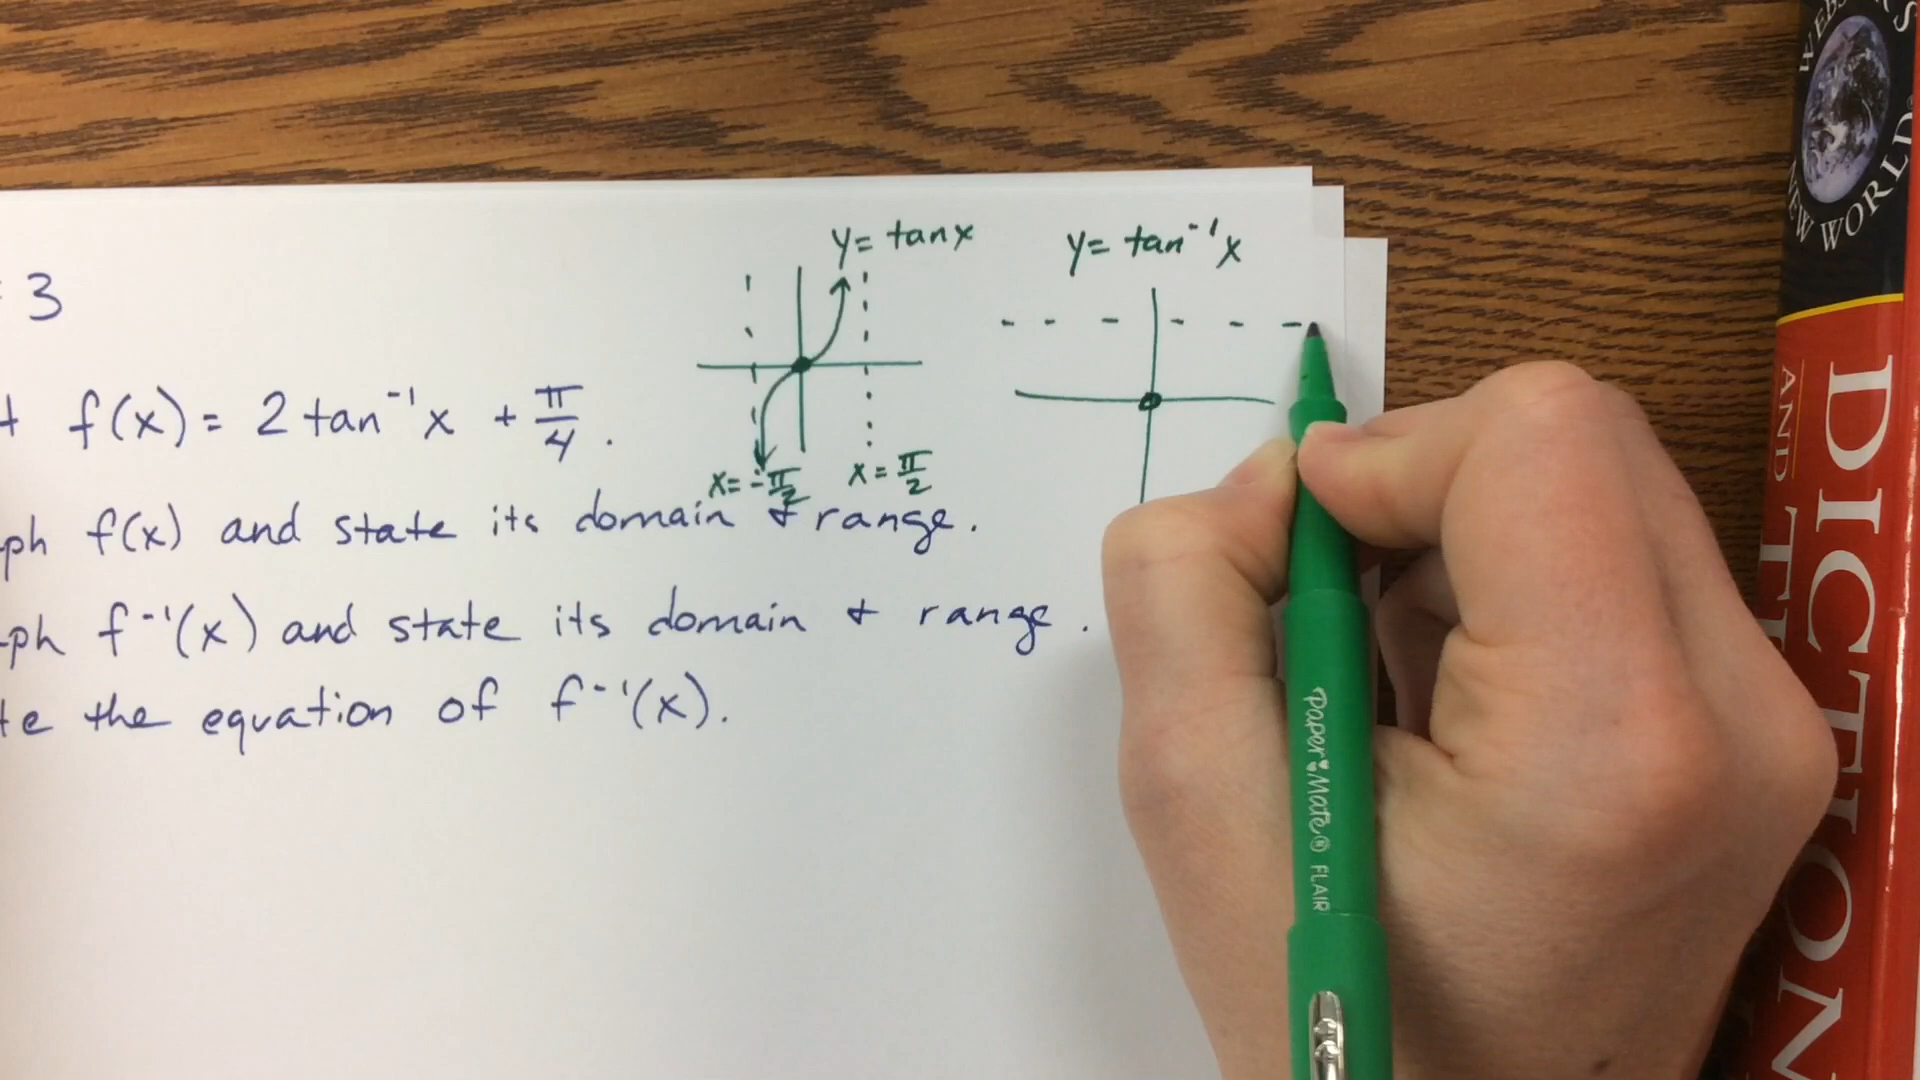 3
f(x) = 2 tan⁻¹x + π/4 .
ph f(x) and state its domain & range.
ph f⁻¹(x) and state its domain & range.
te the equation of f⁻¹(x).
y = tan x
x = -π/2
x = π/2
y = tan⁻¹x
Paper Mate® FLAIR
NEW WORLD®
DICTION
AND TH